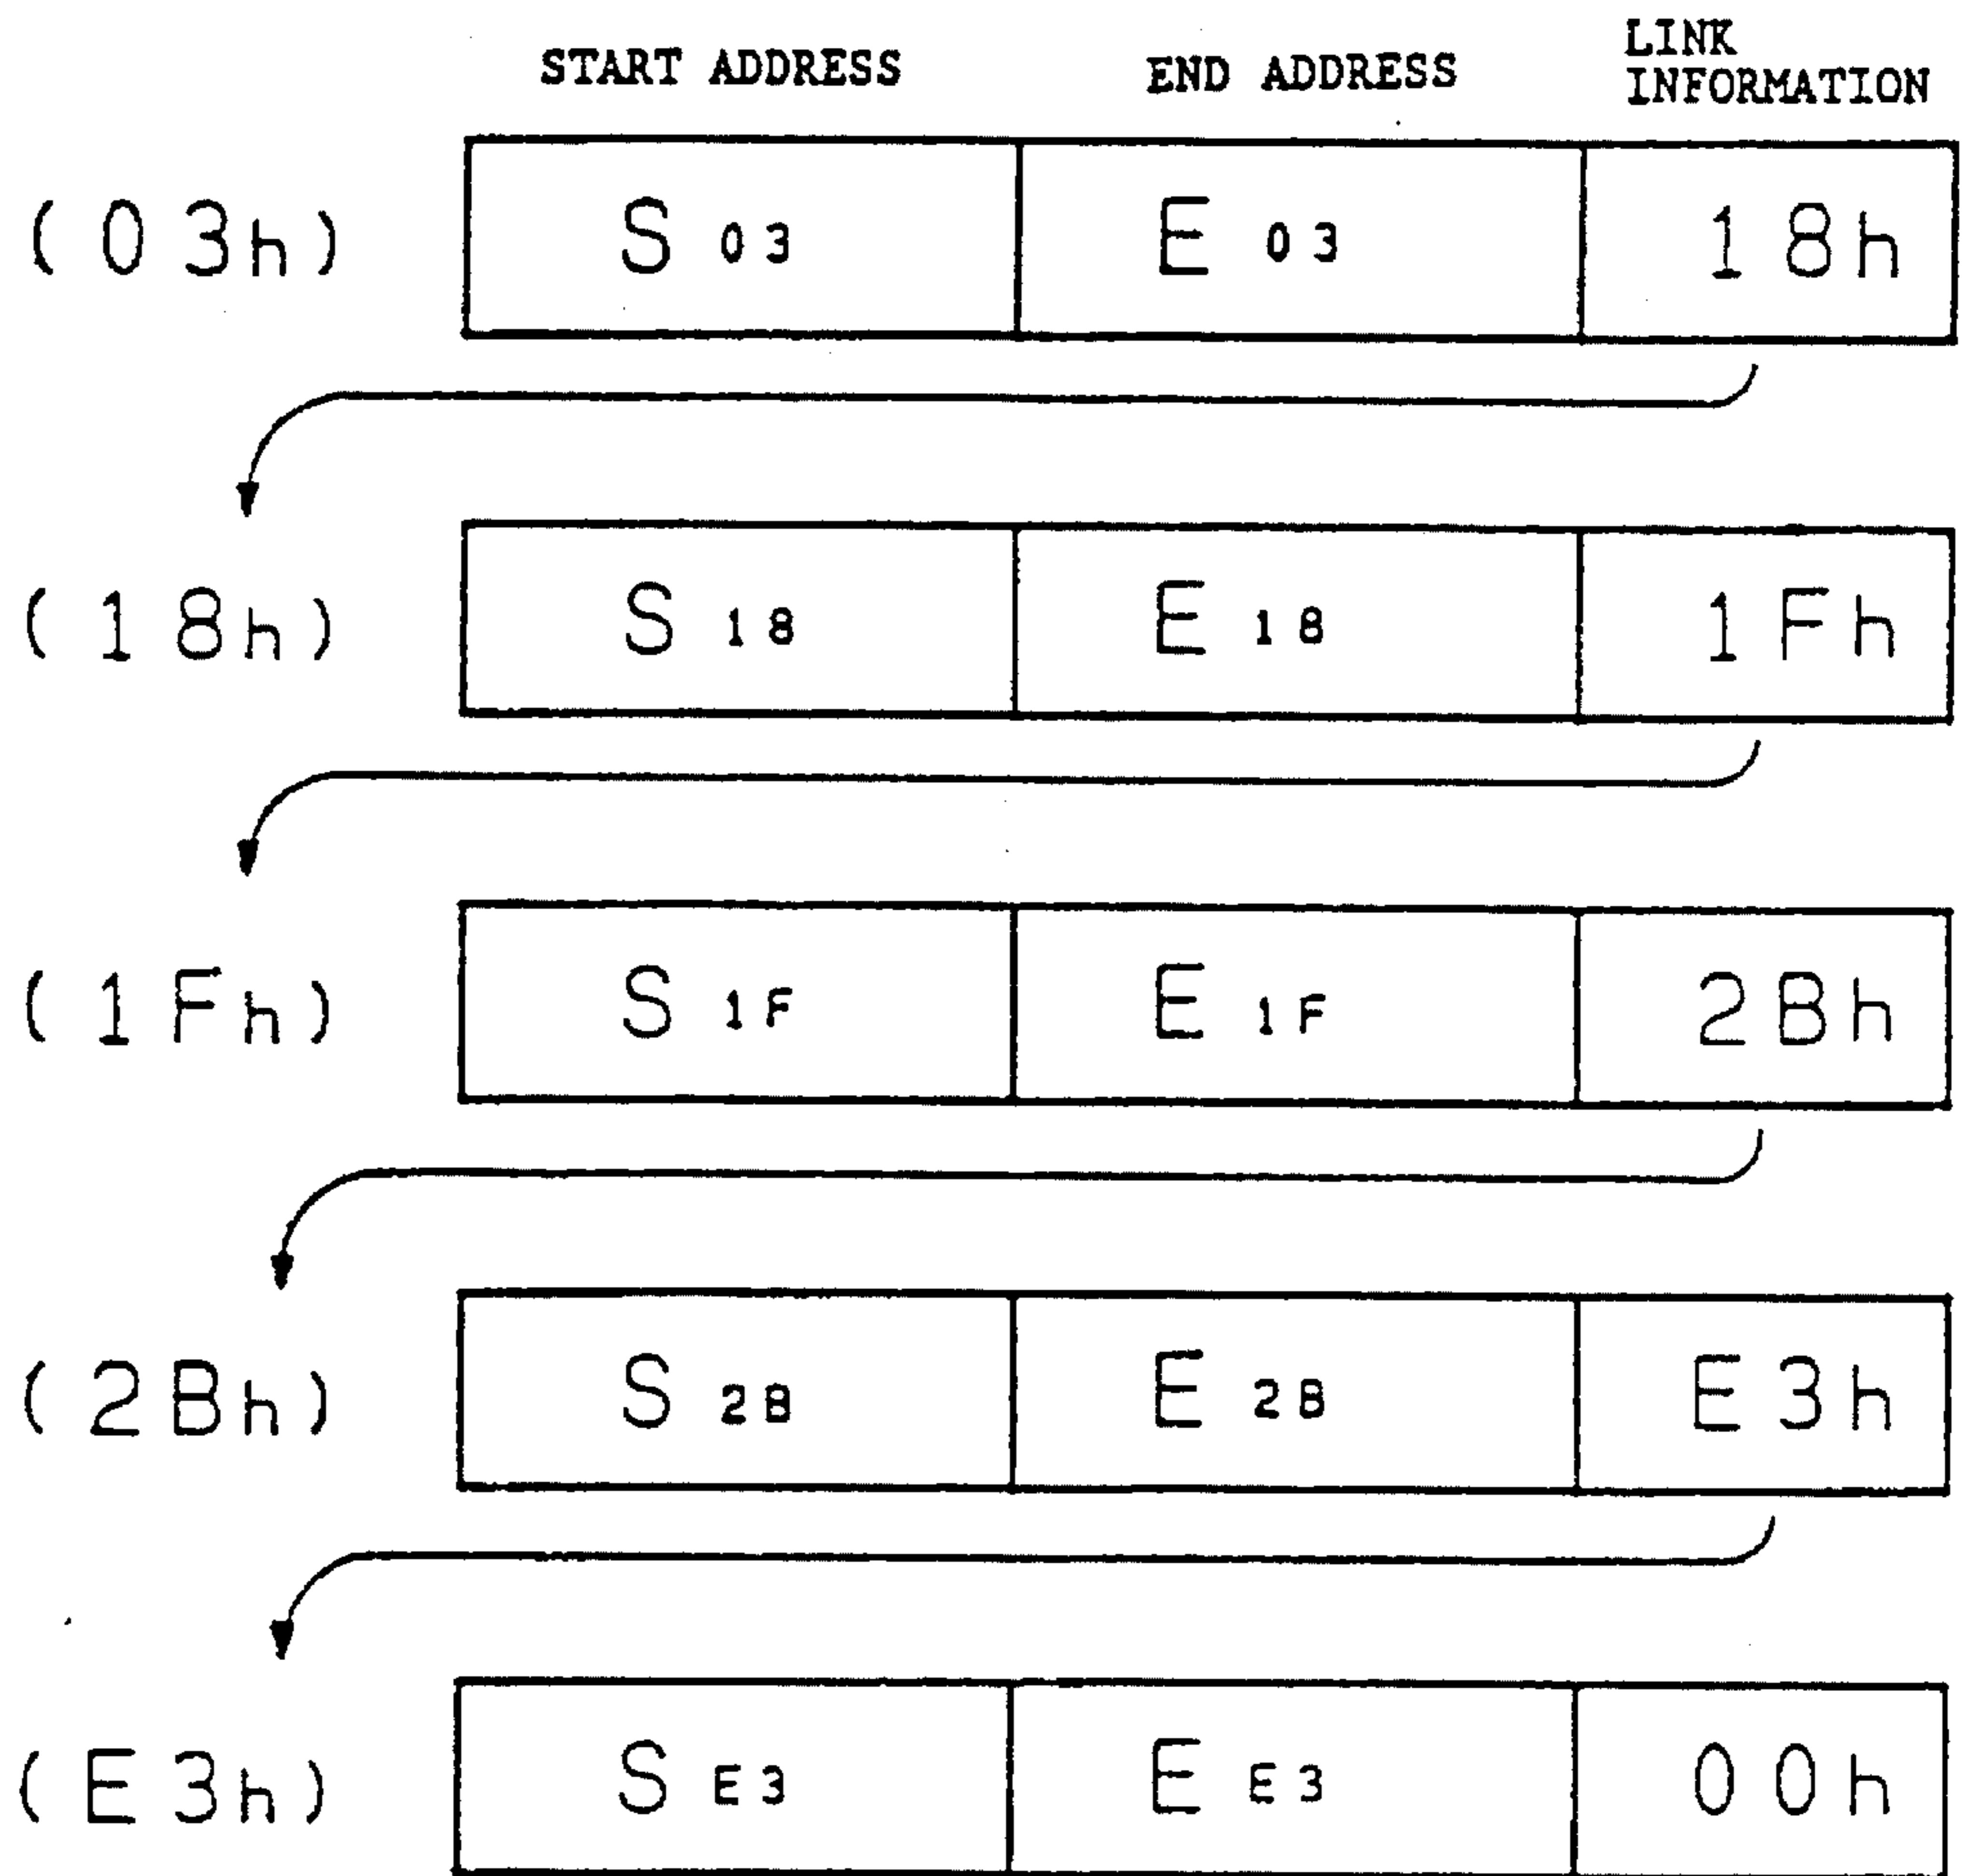 START ADDRESS END ADDRESS LINK INFORMATION
(03h) S 03 E 03 18h
(18h) S 18 E 18 1Fh
(1Fh) S 1F E 1F 2Bh
(2Bh) S 2B E 2B E3h
(E3h) S E3 E E3 00h